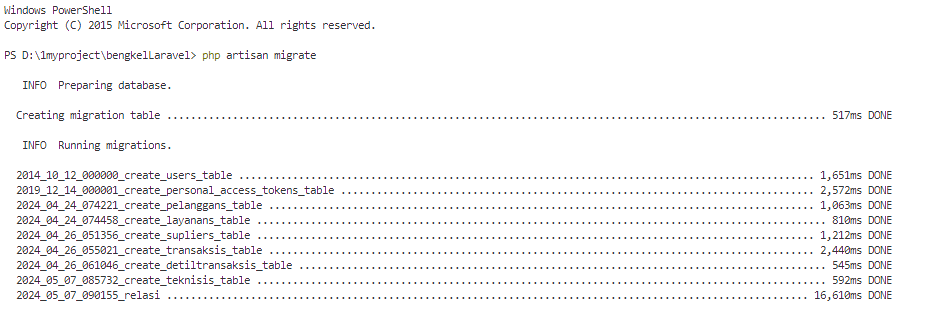 Windows PowerShell
Copyright (C) 2015 Microsoft Corporation. All rights reserved.
PS D:\1myproject\bengkelLaravel> php artisan migrate
INFO  Preparing database.
Creating migration table .............................................................................................................. 517ms DONE
INFO  Running migrations.
2014_10_12_000000_create_users_table ................................................................................................ 1,651ms DONE
2019_12_14_000001_create_personal_access_tokens_table ............................................................................... 2,572ms DONE
2024_04_24_074221_create_pelanggans_table ........................................................................................... 1,063ms DONE
2024_04_24_074458_create_layanans_table ............................................................................................... 810ms DONE
2024_04_26_051356_create_supliers_table ............................................................................................. 1,212ms DONE
2024_04_26_055021_create_transaksis_table ........................................................................................... 2,440ms DONE
2024_04_26_061046_create_detiltransaksis_table ........................................................................................ 545ms DONE
2024_05_07_085732_create_teknisis_table ............................................................................................... 592ms DONE
2024_05_07_090155_relasi ........................................................................................................... 16,610ms DONE